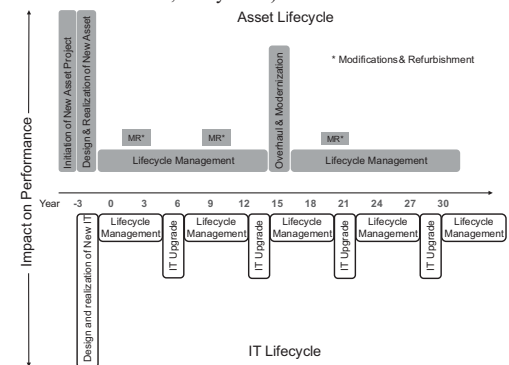 Asset Lifecycle
* Modifications & Refurbishment
Impact on Performance
Initiation of New Asset Project
Design & Realization of New Asset
MR*
MR*
Overhaul & Modernization
MR*
Lifecycle Management
Lifecycle Management
Year -3 0 3 6 9 12 15 18 21 24 27 30
Design and realization of New IT
Lifecycle
Management
IT Upgrade
Lifecycle
Management
IT Upgrade
Lifecycle
Management
IT Upgrade
Lifecycle
Management
IT Upgrade
Lifecycle
Management
IT Lifecycle